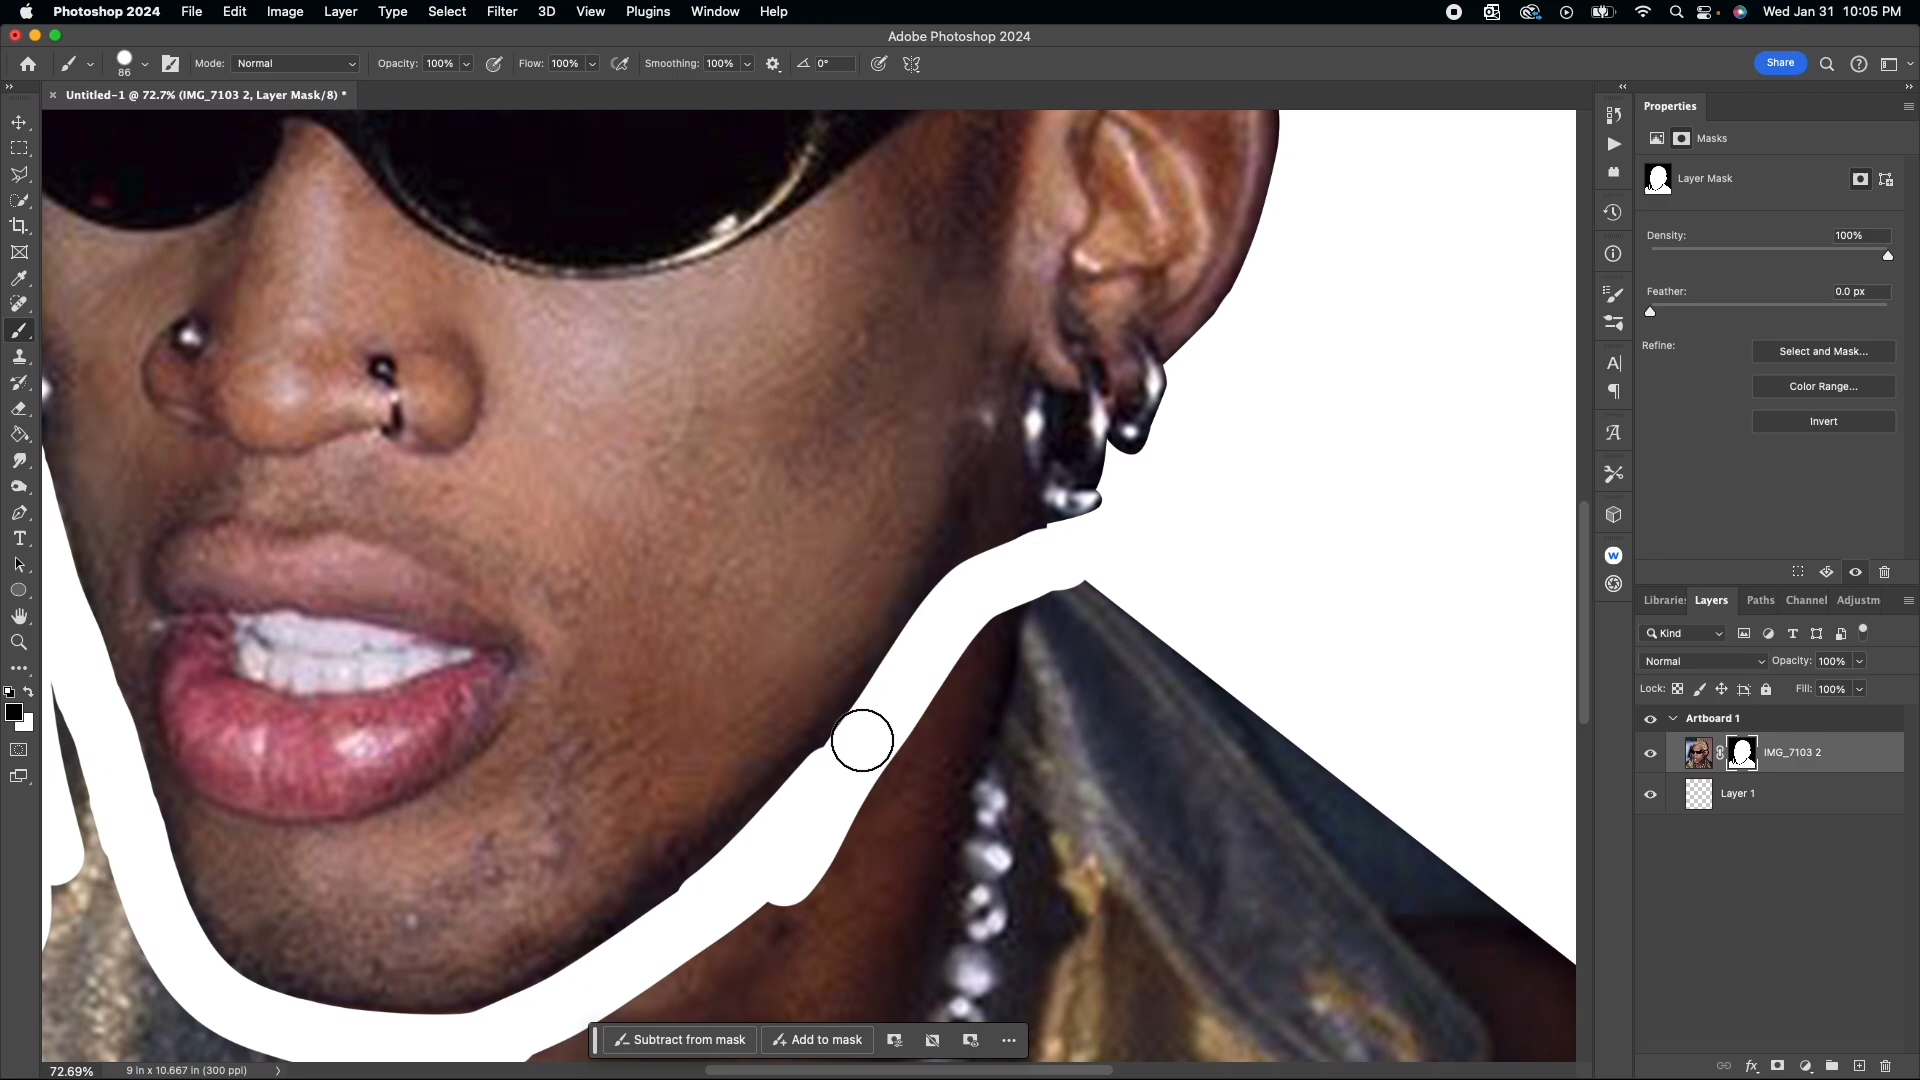 Photoshop 2024 File Edit Image Layer Type Select Filter 3D View Plugins Window Help Wed Jan 31 10:05 PM
Adobe Photoshop 2024
86 Mode: Normal Opacity: 100% Flow: 100% Smoothing: 100% 0° Share
Untitled-1 @ 72.7% (IMG_7103 2, Layer Mask/8) *
Properties
Masks
Layer Mask
Density: 100%
Feather: 0.0 px
Refine: Select and Mask...
Color Range...
Invert
Libraries Layers Paths Channel Adjustm
Kind
Normal Opacity: 100%
Lock: Fill: 100%
Artboard 1
IMG_7103 2
Layer 1
Subtract from mask Add to mask
72.69% 9 in x 10.667 in (300 ppi)